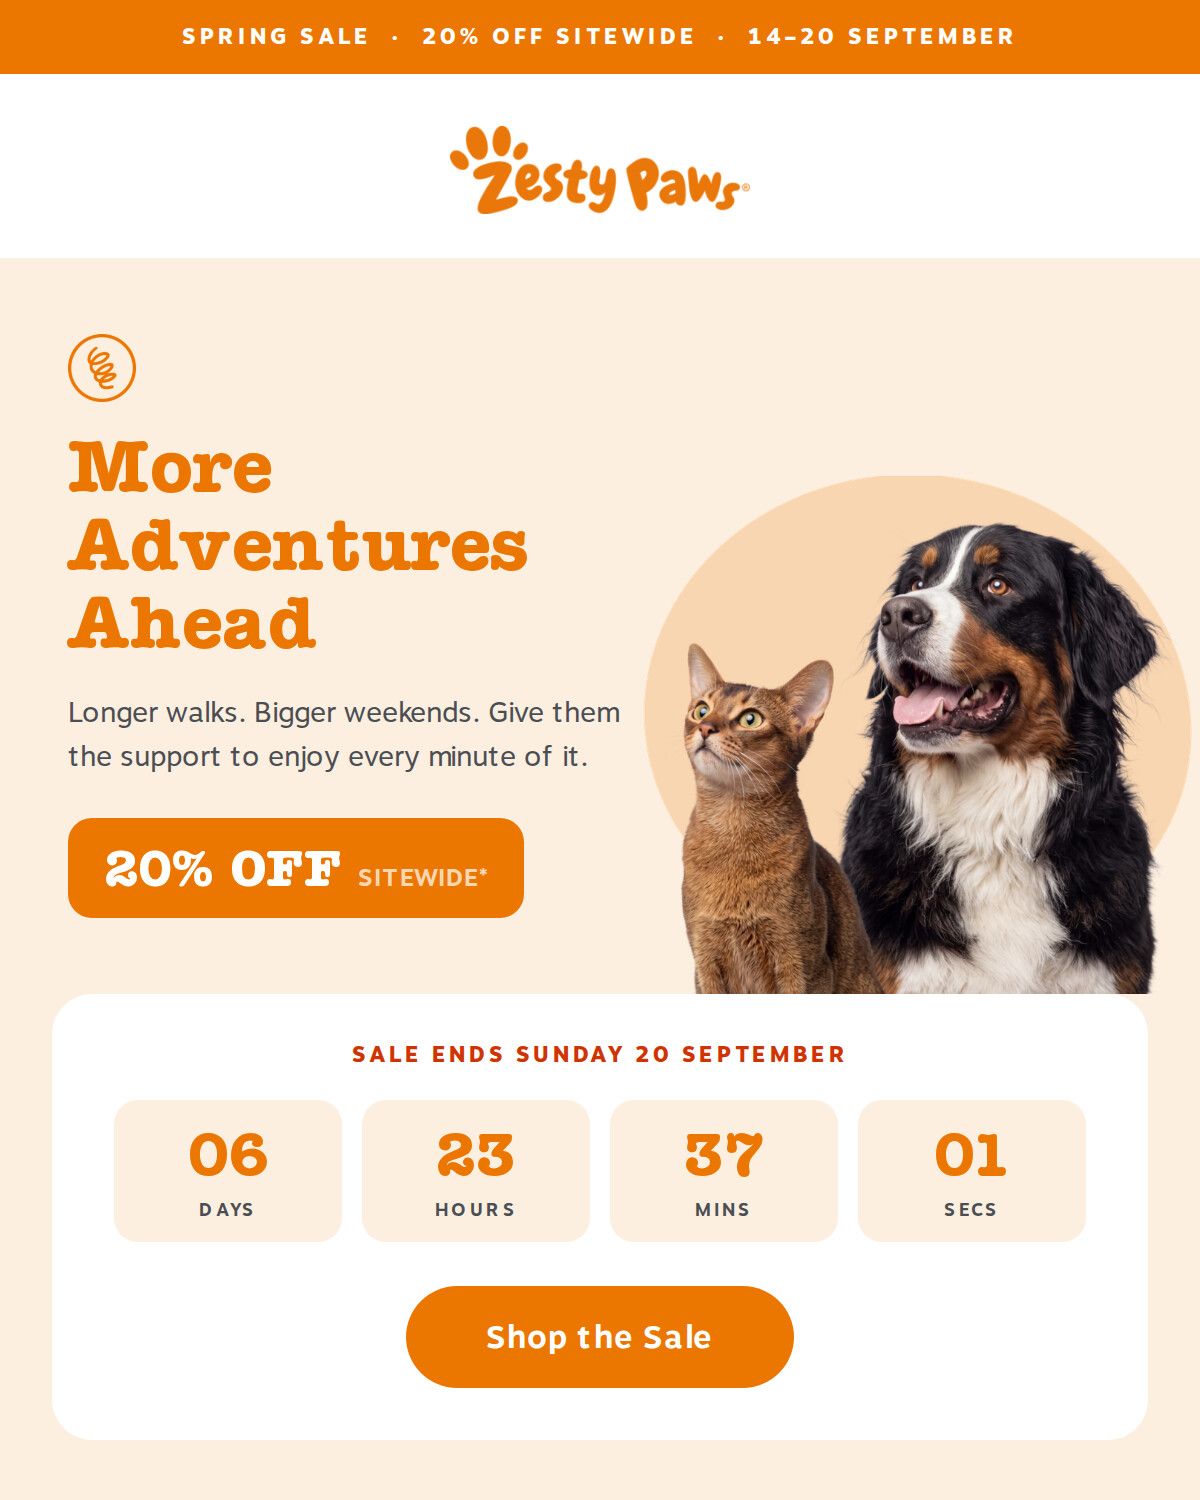 SPRING SALE · 20% OFF SITEWIDE · 14–20 SEPTEMBER
Zesty Paws®
More
Adventures
Ahead
Longer walks. Bigger weekends. Give them
the support to enjoy every minute of it.
20% OFF SITEWIDE*
SALE ENDS SUNDAY 20 SEPTEMBER
06 23 37 01
DAYS HOURS MINS SECS
Shop the Sale